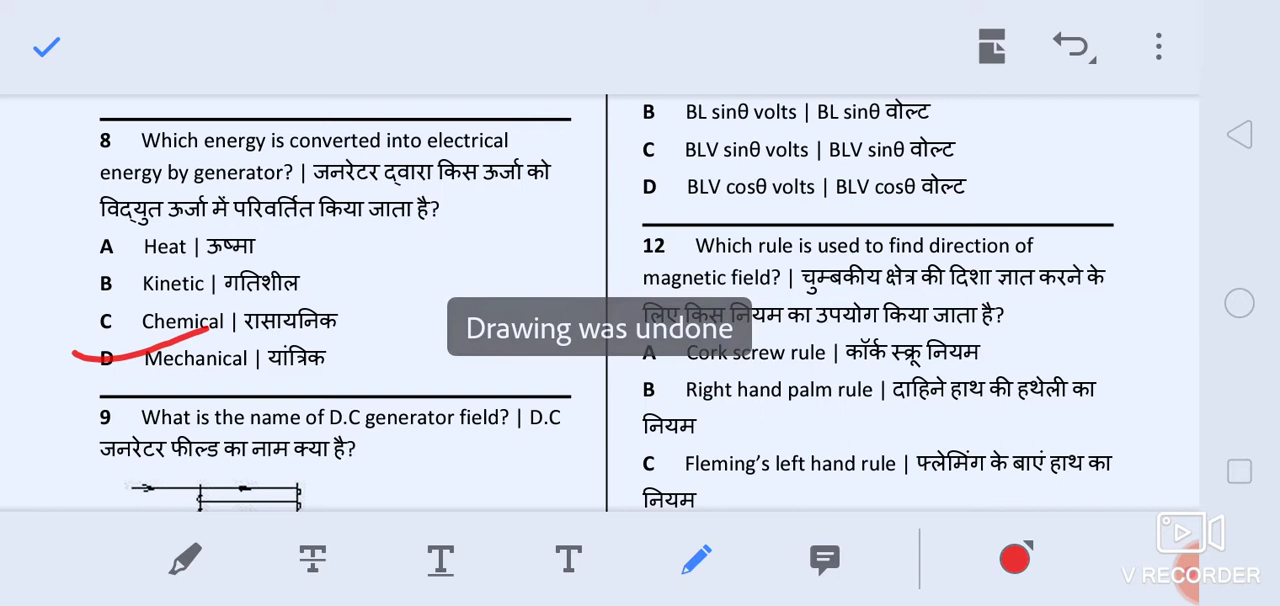 8 Which energy is converted into electrical
energy by generator? | जनरेटर द्वारा किस ऊर्जा को
विद्युत ऊर्जा में परिवर्तित किया जाता है?
A Heat | ऊष्मा
B Kinetic | गतिशील
C Chemical | रासायनिक
D Mechanical | यांत्रिक
9 What is the name of D.C generator field? | D.C
जनरेटर फील्ड का नाम क्या है?
B BL sinθ volts | BL sinθ वोल्ट
C BLV sinθ volts | BLV sinθ वोल्ट
D BLV cosθ volts | BLV cosθ वोल्ट
12 Which rule is used to find direction of
magnetic field? | चुम्बकीय क्षेत्र की दिशा ज्ञात करने के
लिए किस नियम का उपयोग किया जाता है?
A Cork screw rule | कॉर्क स्क्रू नियम
B Right hand palm rule | दाहिने हाथ की हथेली का
नियम
C Fleming's left hand rule | फ्लेमिंग के बाएं हाथ का
नियम
Drawing was undone
T T T
V RECORDER